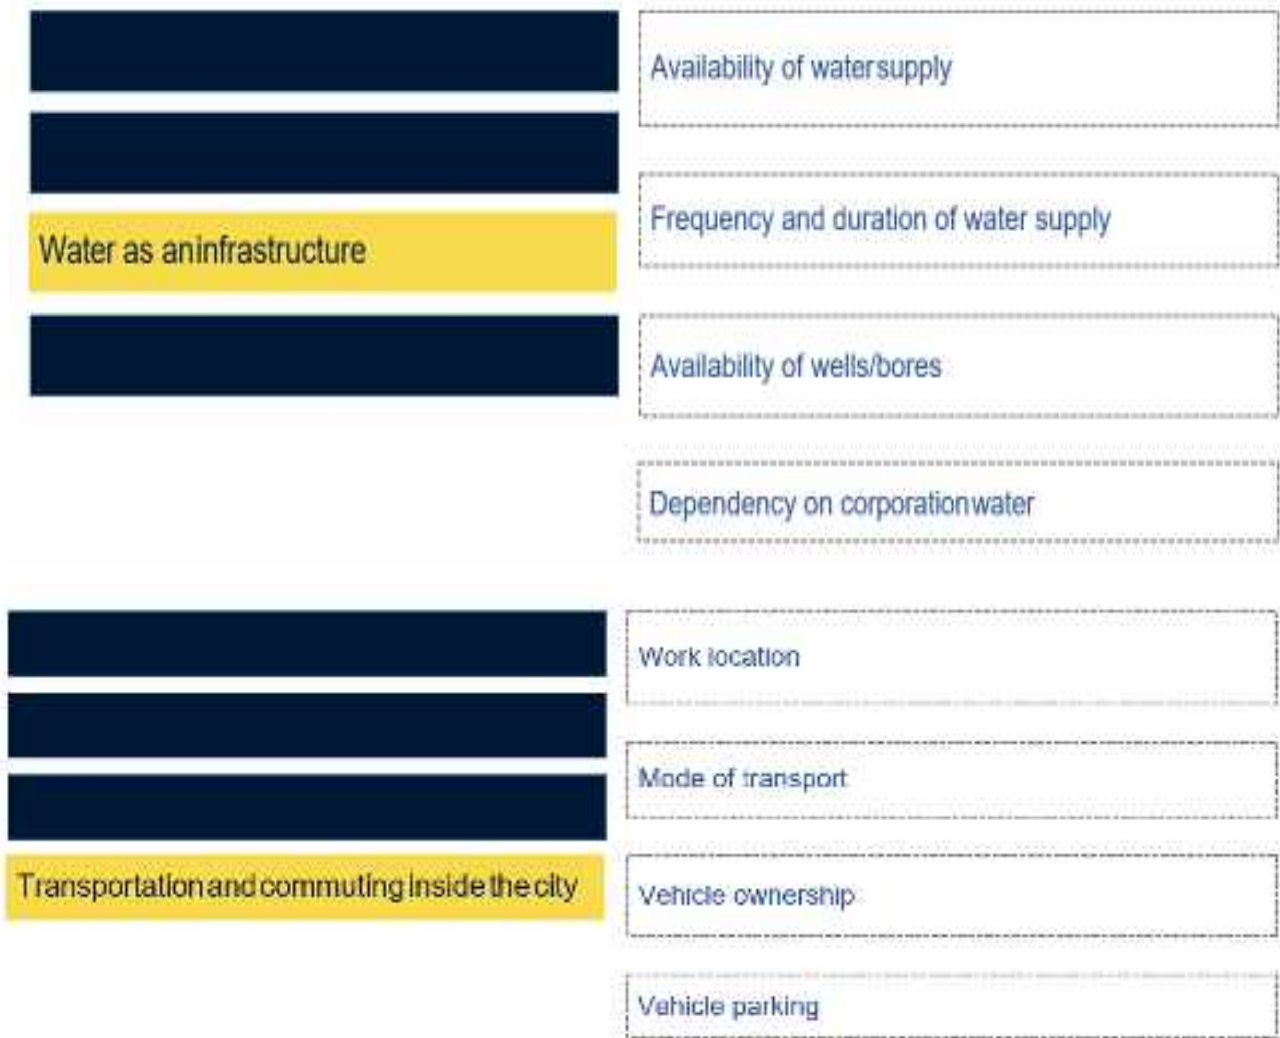 Availability of watersupply
Frequency and duration of water supply
Water as aninfrastructure
Availability of wells/bores
Dependency on corporationwater
Work location
Mode of transport
Transportationandcommutinginsidethecity
Vehicle ownership
Vehicle parking